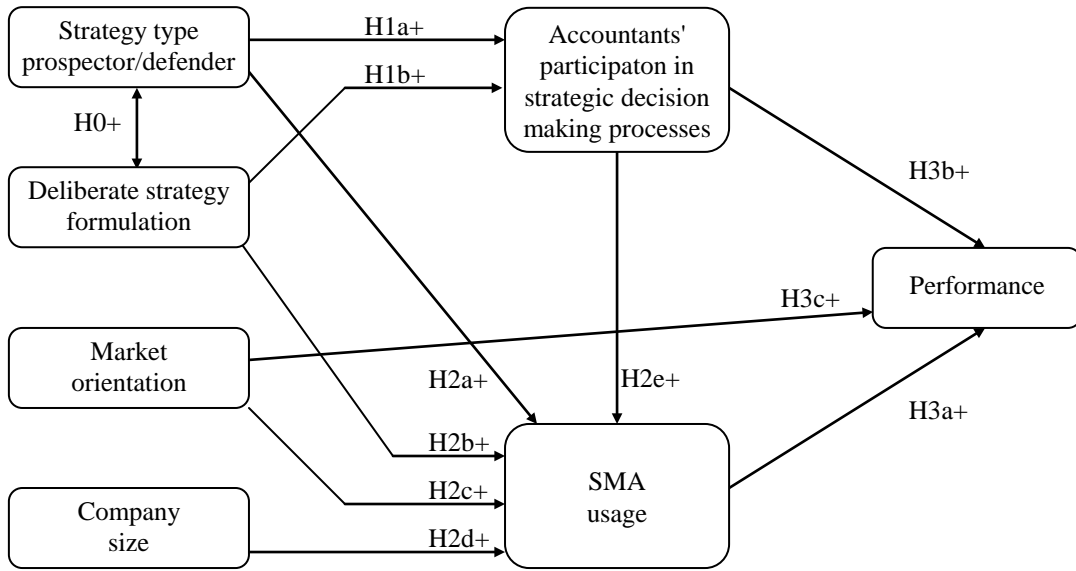 Strategy type
prospector/defender
H1a+
Accountants'
participaton in
strategic decision
making processes
H1b+
H0+
Deliberate strategy
formulation
H3b+
Performance
H3c+
Market
orientation
H2a+
H2e+
H3a+
H2b+
SMA
usage
H2c+
Company
size
H2d+